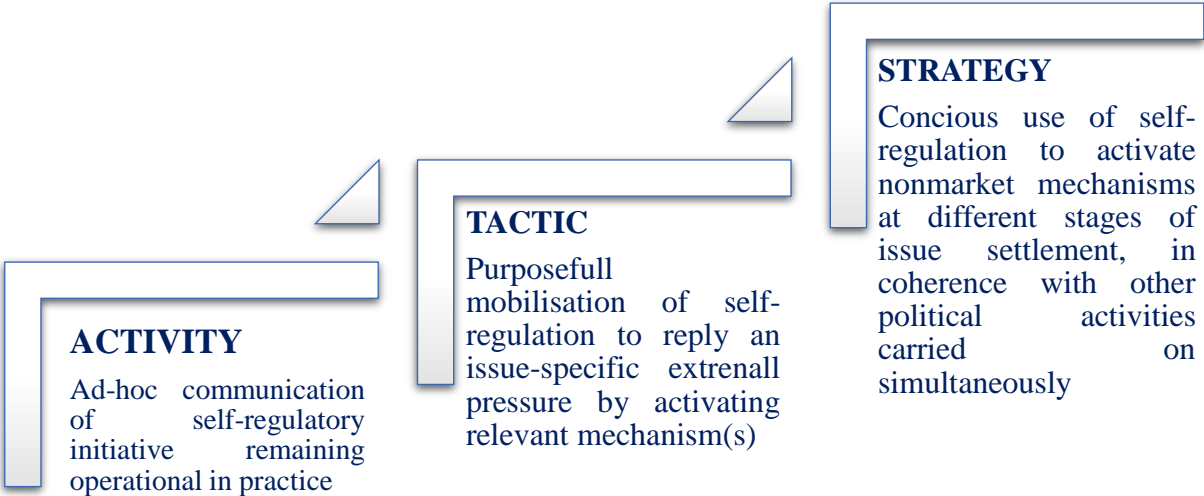 ACTIVITY
Ad-hoc communication
of self-regulatory
initiative remaining
operational in practice
TACTIC
Purposefull
mobilisation of self-
regulation to reply an
issue-specific extrenall
pressure by activating
relevant mechanism(s)
STRATEGY
Concious use of self-
regulation to activate
nonmarket mechanisms
at different stages of
issue settlement, in
coherence with other
political activities
carried on
simultaneously